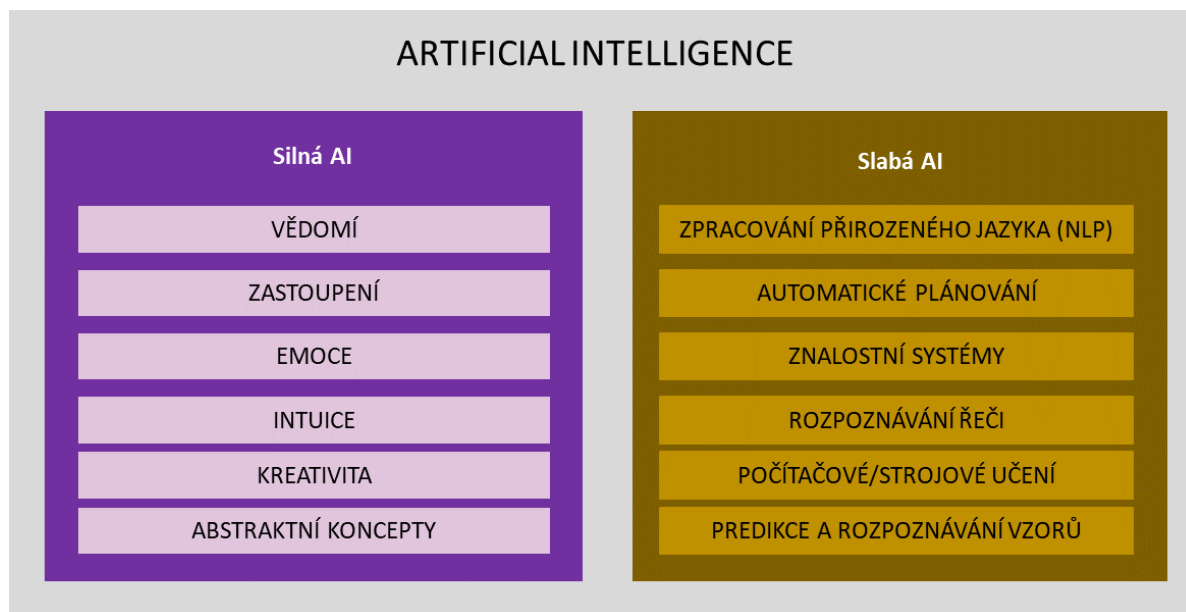 ARTIFICIAL INTELLIGENCE
Silná AI
VĚDOMÍ
ZASTOUPENÍ
EMOCE
INTUICE
KREATIVITA
ABSTRAKTNÍ KONCEPTY
Slabá AI
ZPRACOVÁNÍ PŘIROZENÉHO JAZYKA (NLP)
AUTOMATICKÉ PLÁNOVÁNÍ
ZNALOSTNÍ SYSTÉMY
ROZPOZNÁVÁNÍ ŘEČI
POČÍTAČOVÉ/STROJOVÉ UČENÍ
PREDIKCE A ROZPOZNÁVÁNÍ VZORŮ